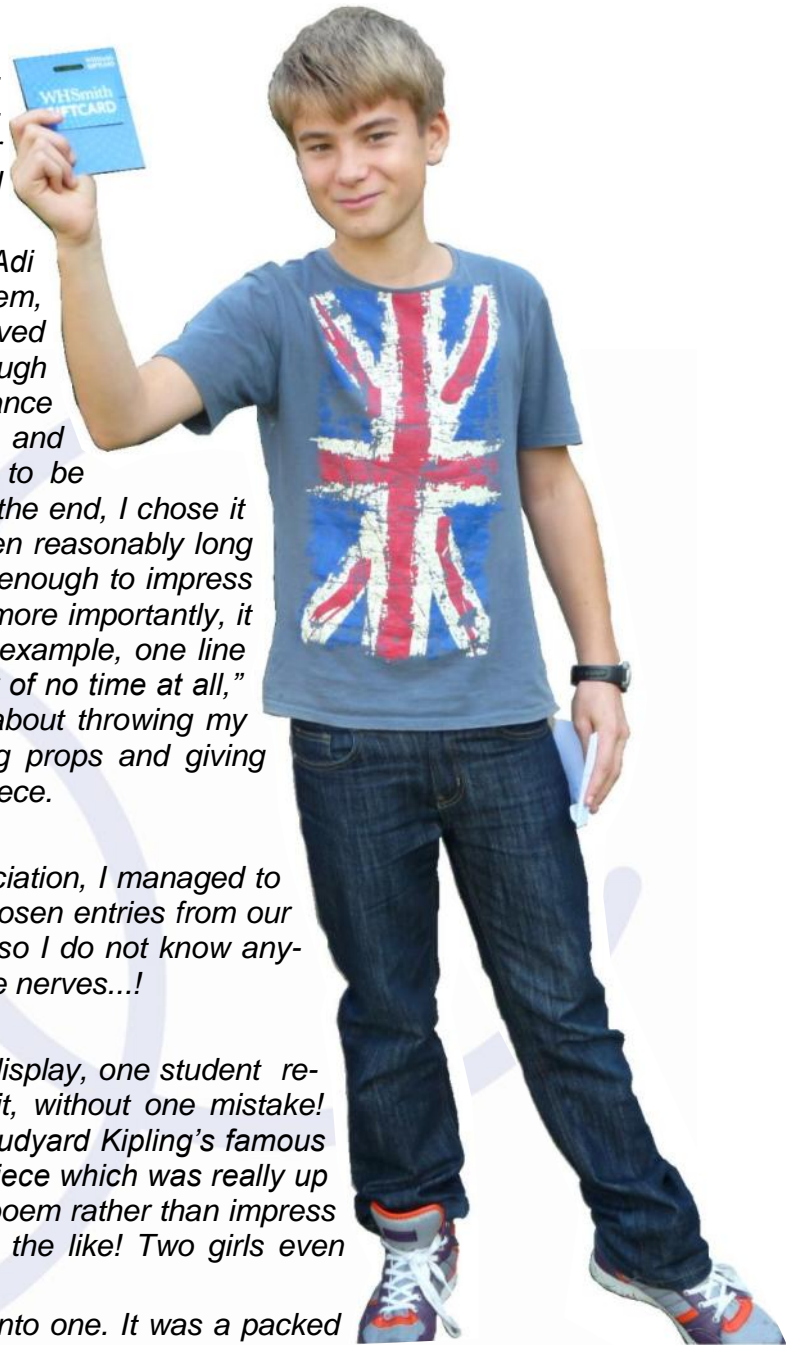 WHSmith
GIFTCARD
Adi
em,
ved
ugh
ance
and
to be
the end, I chose it
en reasonably long
enough to impress
more importantly, it
example, one line
of no time at all,”
about throwing my
g props and giving
ece.
ciation, I managed to
osen entries from our
so I do not know any-
e nerves...!
display, one student re-
it, without one mistake!
udyard Kipling’s famous
iece which was really up
poem rather than impress
the like! Two girls even
nto one. It was a packed